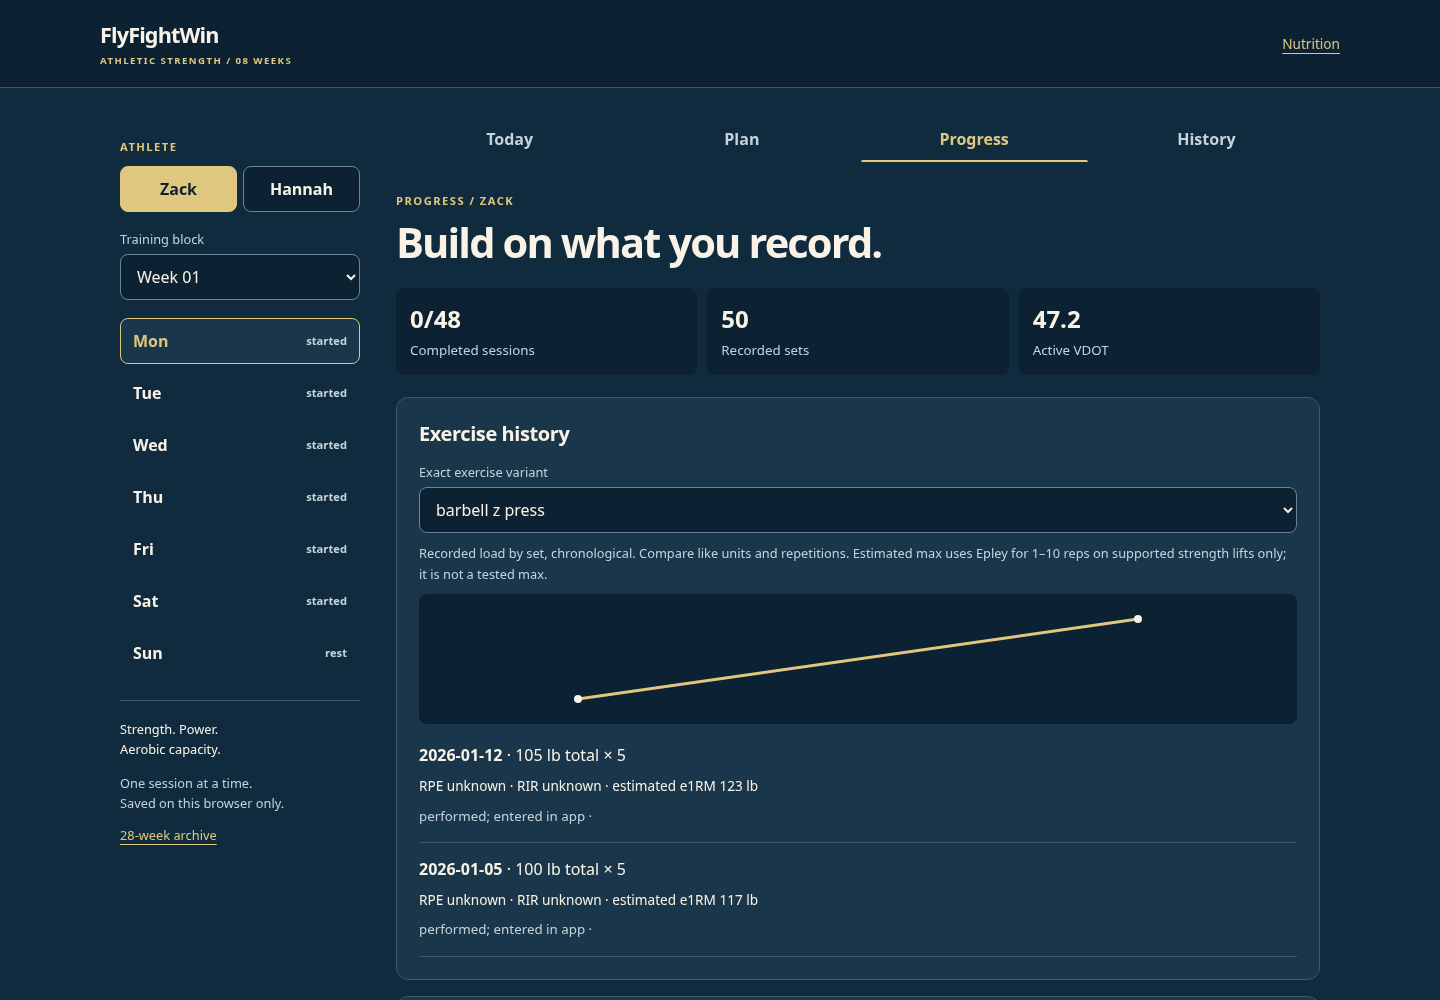 FlyFightWin
ATHLETIC STRENGTH / 08 WEEKS
Nutrition
ATHLETE
Zack
Hannah
Training block
Week 01
Mon started
Tue started
Wed started
Thu started
Fri started
Sat started
Sun rest
Strength. Power.
Aerobic capacity.
One session at a time.
Saved on this browser only.
28-week archive
Today
Plan
Progress
History
PROGRESS / ZACK
Build on what you record.
0/48
Completed sessions
50
Recorded sets
47.2
Active VDOT
Exercise history
Exact exercise variant
barbell z press
Recorded load by set, chronological. Compare like units and repetitions. Estimated max uses Epley for 1–10 reps on supported strength lifts only;
it is not a tested max.
2026-01-12 · 105 lb total × 5
RPE unknown · RIR unknown · estimated e1RM 123 lb
performed; entered in app ·
2026-01-05 · 100 lb total × 5
RPE unknown · RIR unknown · estimated e1RM 117 lb
performed; entered in app ·